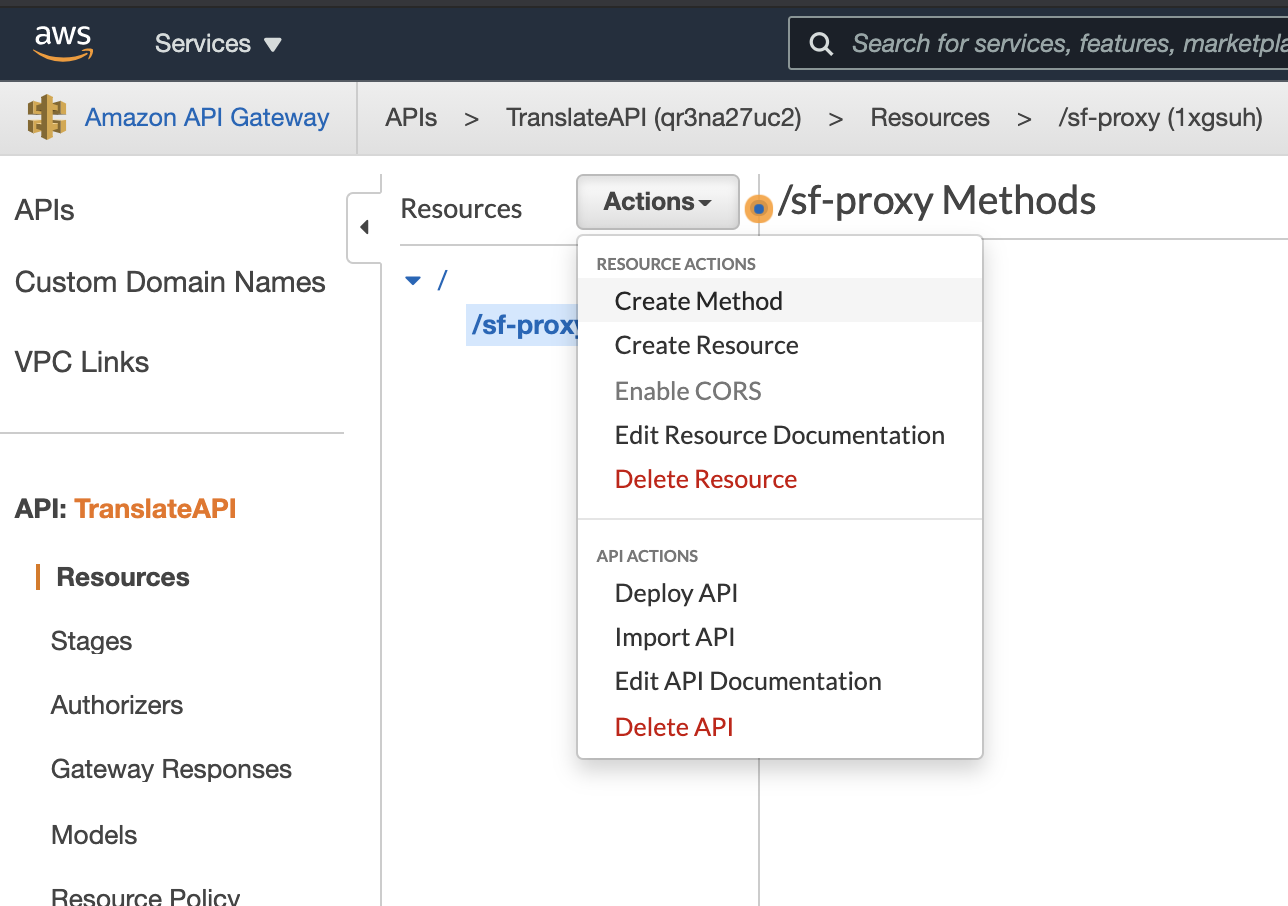 aws
Services
Search for services, features, marketpla
Amazon API Gateway
APIs > TranslateAPI (qr3na27uc2) > Resources > /sf-proxy (1xgsuh)
APIs
Custom Domain Names
VPC Links
API: TranslateAPI
Resources
Stages
Authorizers
Gateway Responses
Models
Resource Policy
Resources
Actions
/
/sf-proxy
RESOURCE ACTIONS
Create Method
Create Resource
Enable CORS
Edit Resource Documentation
Delete Resource
API ACTIONS
Deploy API
Import API
Edit API Documentation
Delete API
/sf-proxy Methods